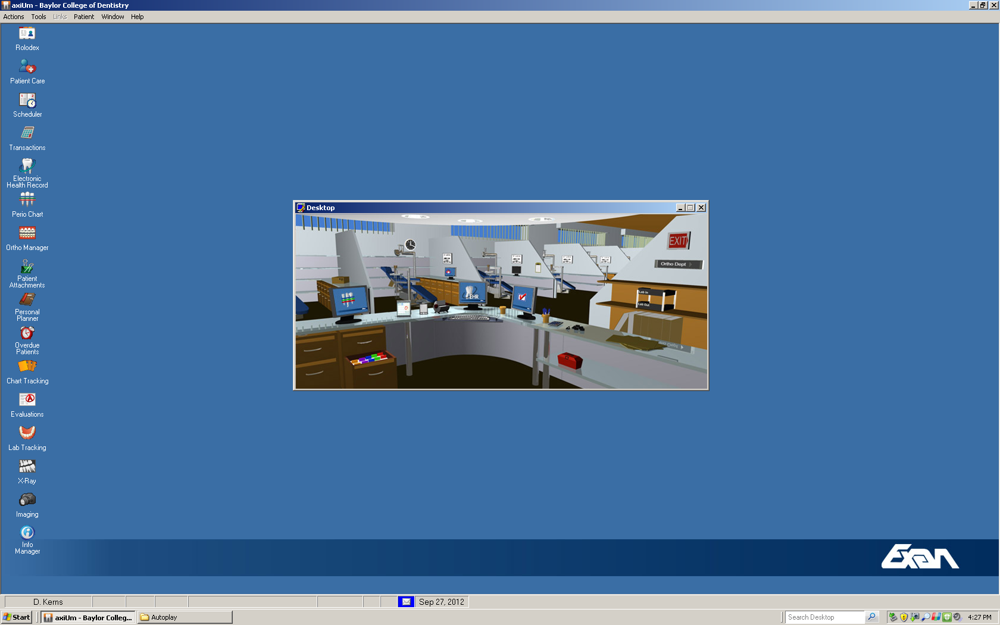 axiUm - Baylor College of Dentistry
Actions Tools Links Patient Window Help
Rolodex
Patient Care
Scheduler
Transactions
Electronic
Health Record
Perio Chart
Ortho Manager
Patient
Attachments
Personal
Planner
Overdue
Patients
Chart Tracking
Evaluations
Lab Tracking
X-Ray
Imaging
Info
Manager
Desktop
EXIT
Ortho Dept
Lab In
Lab Out
EHR
Exan
D. Kerns
Sep 27, 2012
Start
axiUm - Baylor Colleg...
Autoplay
Search Desktop
4:27 PM